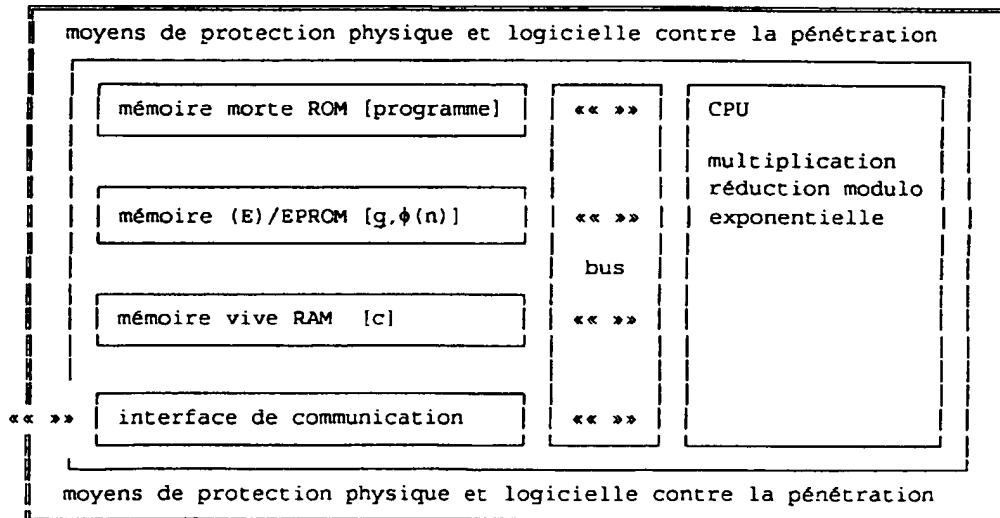 moyens de protection physique et logicielle contre la pénétration
mémoire morte ROM [programme] «« »» CPU
multiplication
réduction modulo
mémoire (E)/EPROM [g,ϕ(n)] «« »» exponentielle
bus
mémoire vive RAM [c] «« »»
«« »» interface de communication «« »»
moyens de protection physique et logicielle contre la pénétration